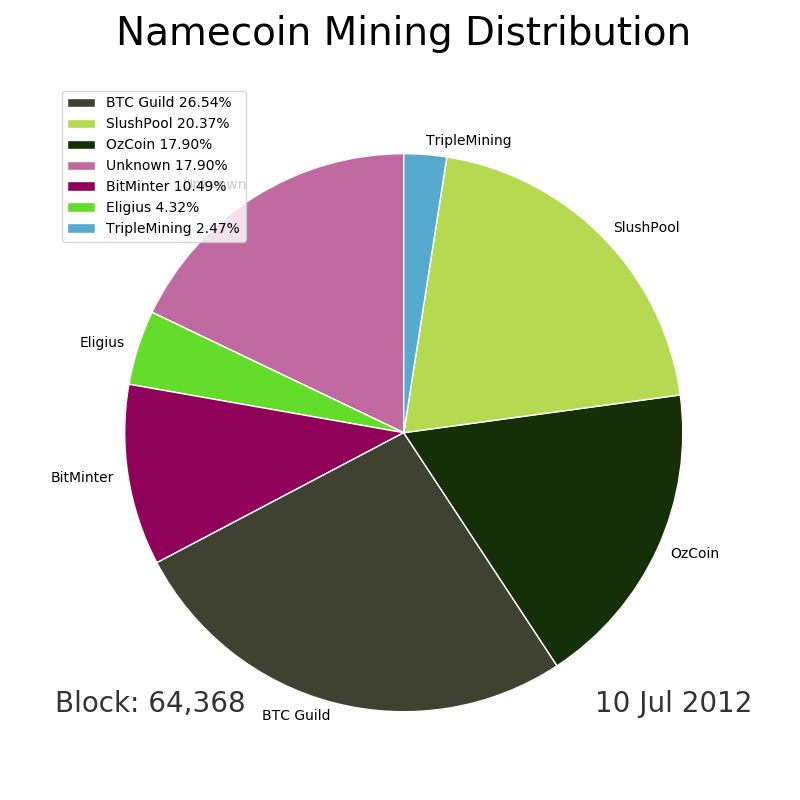 Namecoin Mining Distribution
BTC Guild 26.54%
SlushPool 20.37%
OzCoin 17.90%
Unknown 17.90%
BitMinter 10.49%
Eligius 4.32%
TripleMining 2.47%
TripleMining
Unknown
SlushPool
Eligius
BitMinter
OzCoin
BTC Guild
Block: 64,368
10 Jul 2012